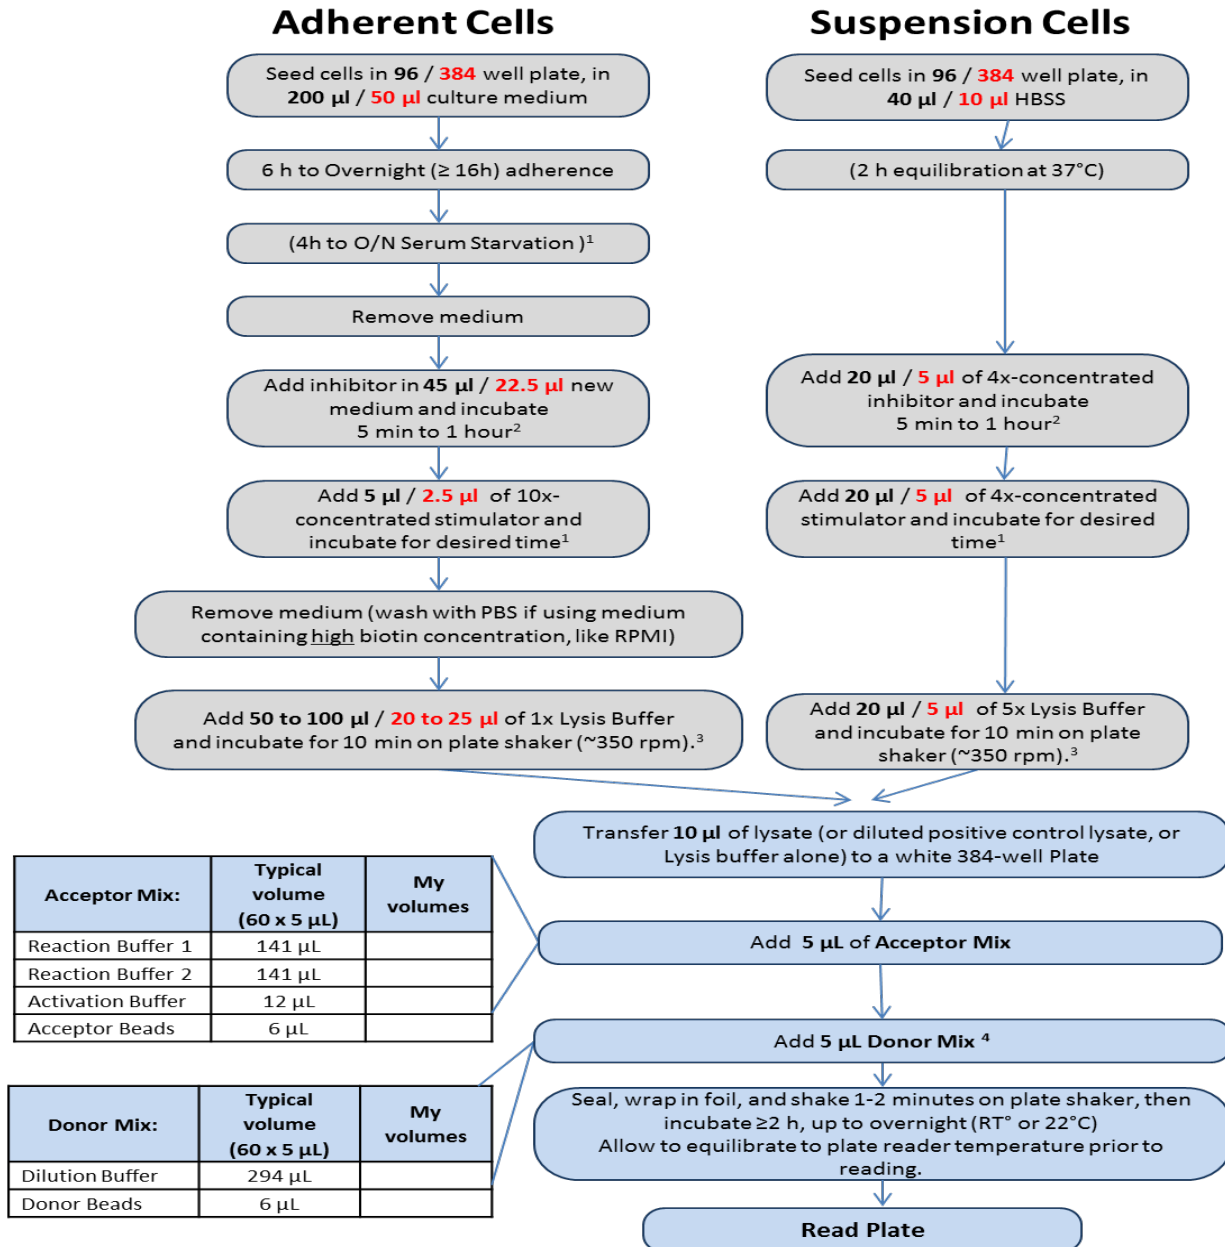 Adherent Cells
Seed cells in 96 / 384 well plate, in
200 µl / 50 µl culture medium
6 h to Overnight (≥ 16h) adherence
(4h to O/N Serum Starvation )¹
Remove medium
Add inhibitor in 45 µl / 22.5 µl new
medium and incubate
5 min to 1 hour²
Add 5 µl / 2.5 µl of 10x-
concentrated stimulator and
incubate for desired time¹
Remove medium (wash with PBS if using medium
containing high biotin concentration, like RPMI)
Add 50 to 100 µl / 20 to 25 µl of 1x Lysis Buffer
and incubate for 10 min on plate shaker (~350 rpm).³
Suspension Cells
Seed cells in 96 / 384 well plate, in
40 µl / 10 µl HBSS
(2 h equilibration at 37°C)
Add 20 µl / 5 µl of 4x-concentrated
inhibitor and incubate
5 min to 1 hour²
Add 20 µl / 5 µl of 4x-concentrated
stimulator and incubate for desired
time¹
Add 20 µl / 5 µl of 5x Lysis Buffer
and incubate for 10 min on plate
shaker (~350 rpm).³
Transfer 10 µl of lysate (or diluted positive control lysate, or
Lysis buffer alone) to a white 384-well Plate
Acceptor Mix: Typical volume (60 x 5 µL) My volumes
Reaction Buffer 1 141 µL
Reaction Buffer 2 141 µL
Activation Buffer 12 µL
Acceptor Beads 6 µL
Add 5 µL of Acceptor Mix
Add 5 µL Donor Mix ⁴
Donor Mix: Typical volume (60 x 5 µL) My volumes
Dilution Buffer 294 µL
Donor Beads 6 µL
Seal, wrap in foil, and shake 1-2 minutes on plate shaker, then
incubate ≥2 h, up to overnight (RT° or 22°C)
Allow to equilibrate to plate reader temperature prior to
reading.
Read Plate